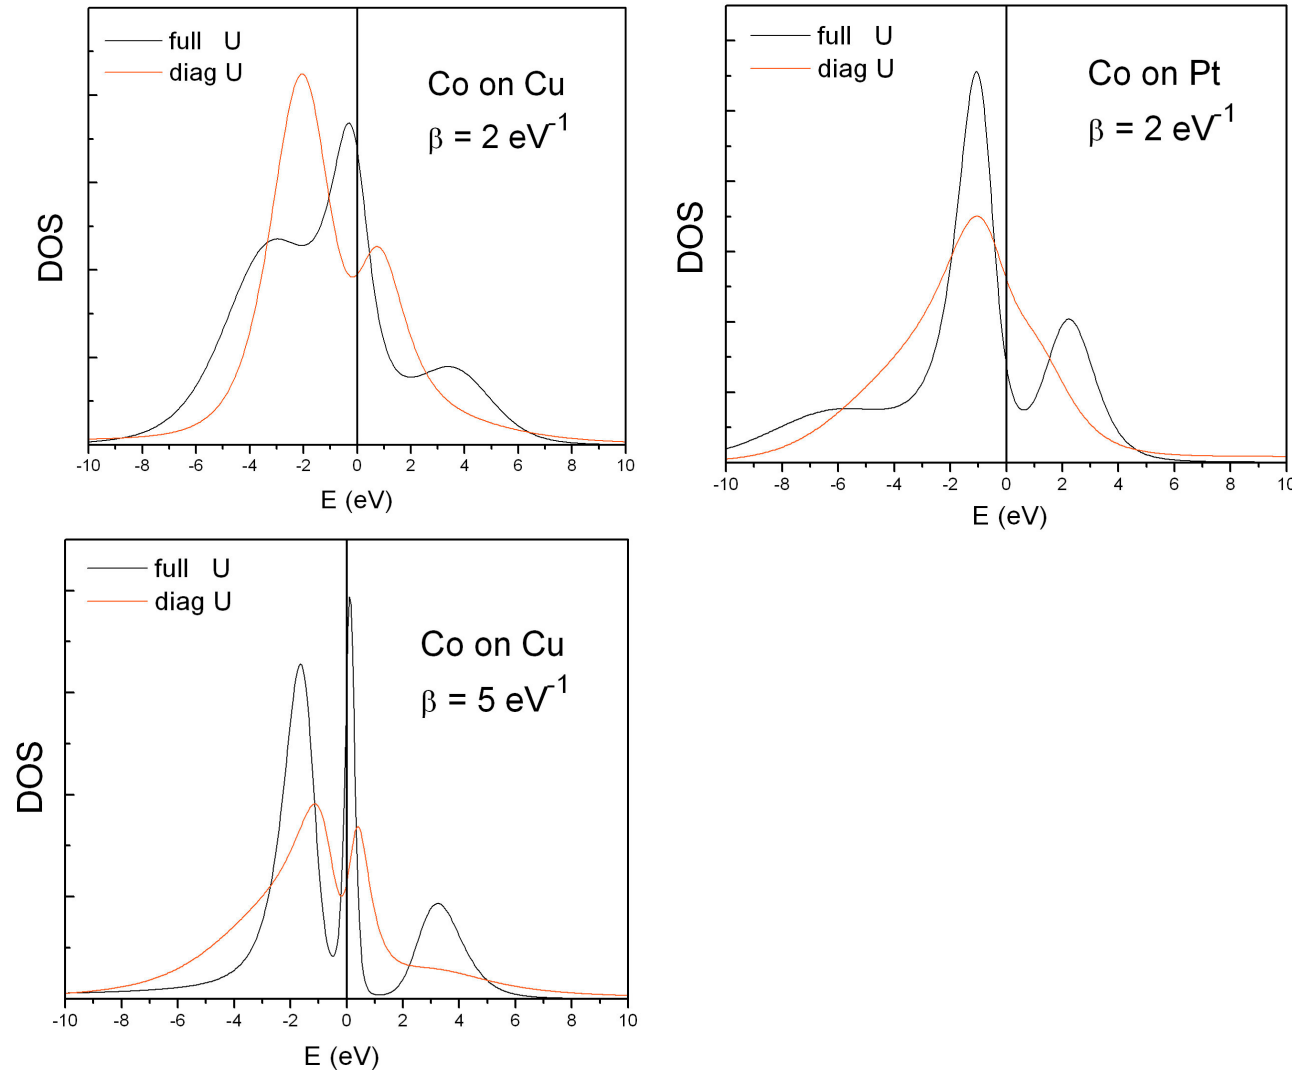 full U
diag U
Co on Cu
β = 2 eV-1
DOS
-10 -8 -6 -4 -2 0 2 4 6 8 10
E (eV)
full U
diag U
Co on Pt
β = 2 eV-1
DOS
-10 -8 -6 -4 -2 0 2 4 6 8 10
E (eV)
full U
diag U
Co on Cu
β = 5 eV-1
DOS
-10 -8 -6 -4 -2 0 2 4 6 8 10
E (eV)